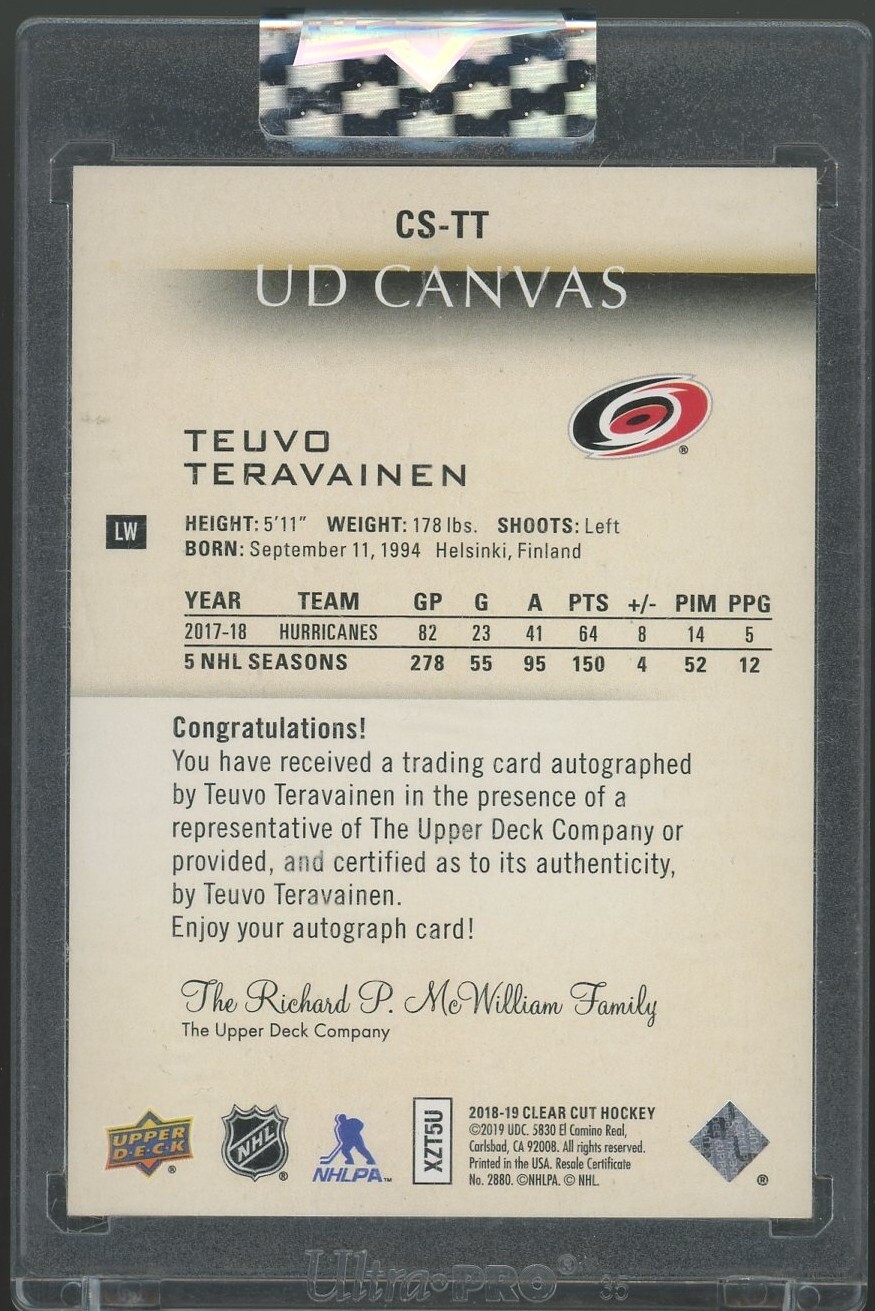 CS-TT
UD CANVAS
TEUVO
TERAVAINEN
®
LW
HEIGHT: 5'11" WEIGHT: 178 lbs. SHOOTS: Left
BORN: September 11, 1994 Helsinki, Finland
YEAR TEAM GP G A PTS +/- PIM PPG
2017-18 HURRICANES 82 23 41 64 8 14 5
5 NHL SEASONS 278 55 95 150 4 52 12
Congratulations!
You have received a trading card autographed
by Teuvo Teravainen in the presence of a
representative of The Upper Deck Company or
provided, and certified as to its authenticity,
by Teuvo Teravainen.
Enjoy your autograph card!
The Richard P. McWilliam Family
The Upper Deck Company
UPPER
DECK
®
NHL
®
NHLPA™
XZT5U
2018-19 CLEAR CUT HOCKEY
©2019 UDC. 5830 El Camino Real,
Carlsbad, CA 92008. All rights reserved.
Printed in the USA. Resale Certificate
No. 2880. ©NHLPA. © NHL.
®
Ultra•PRO® 35